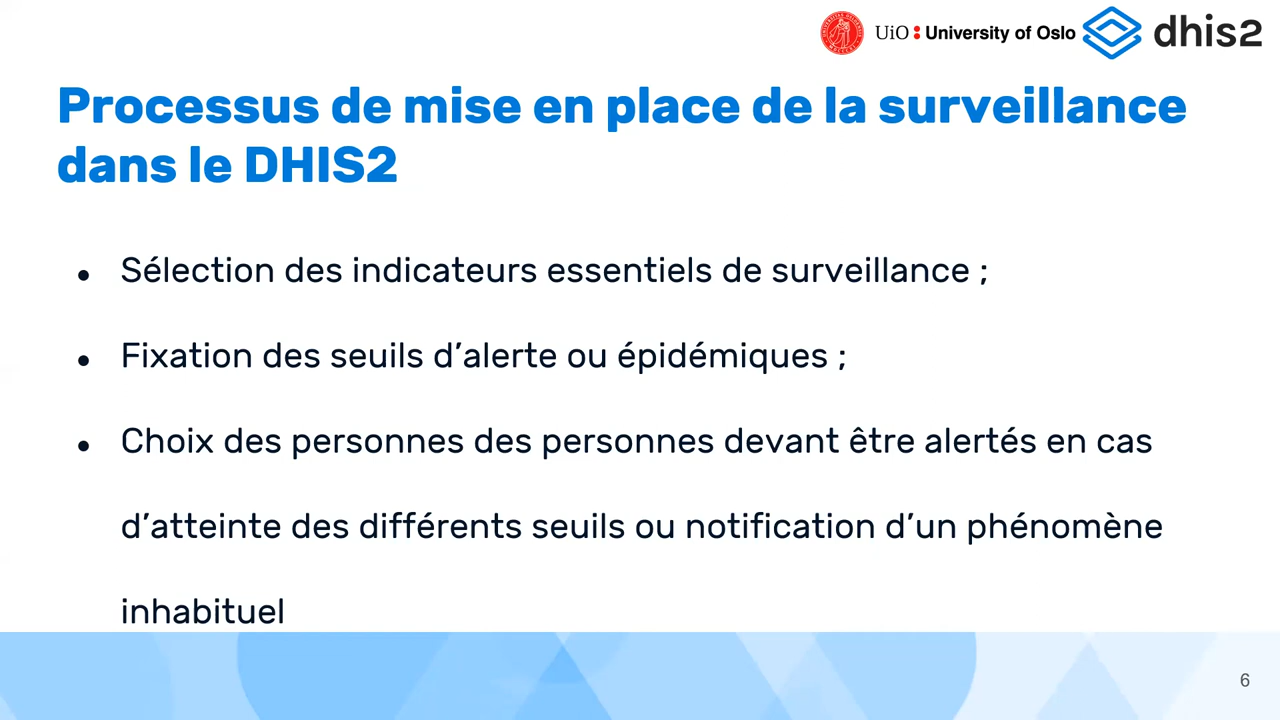 UiO : University of Oslo dhis2
Processus de mise en place de la surveillance
dans le DHIS2
● Sélection des indicateurs essentiels de surveillance ;
● Fixation des seuils d’alerte ou épidémiques ;
● Choix des personnes des personnes devant être alertés en cas
d’atteinte des différents seuils ou notification d’un phénomène
inhabituel
6